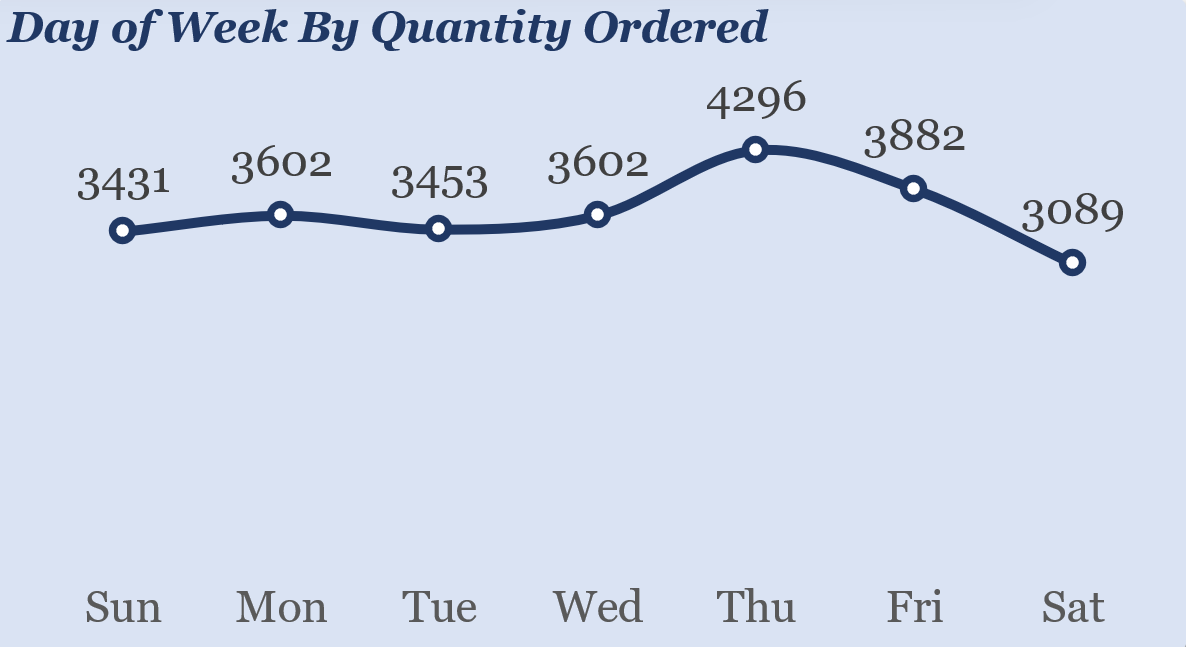 Day of Week By Quantity Ordered
3431 3602 3453 3602 4296 3882 3089
Sun Mon Tue Wed Thu Fri Sat